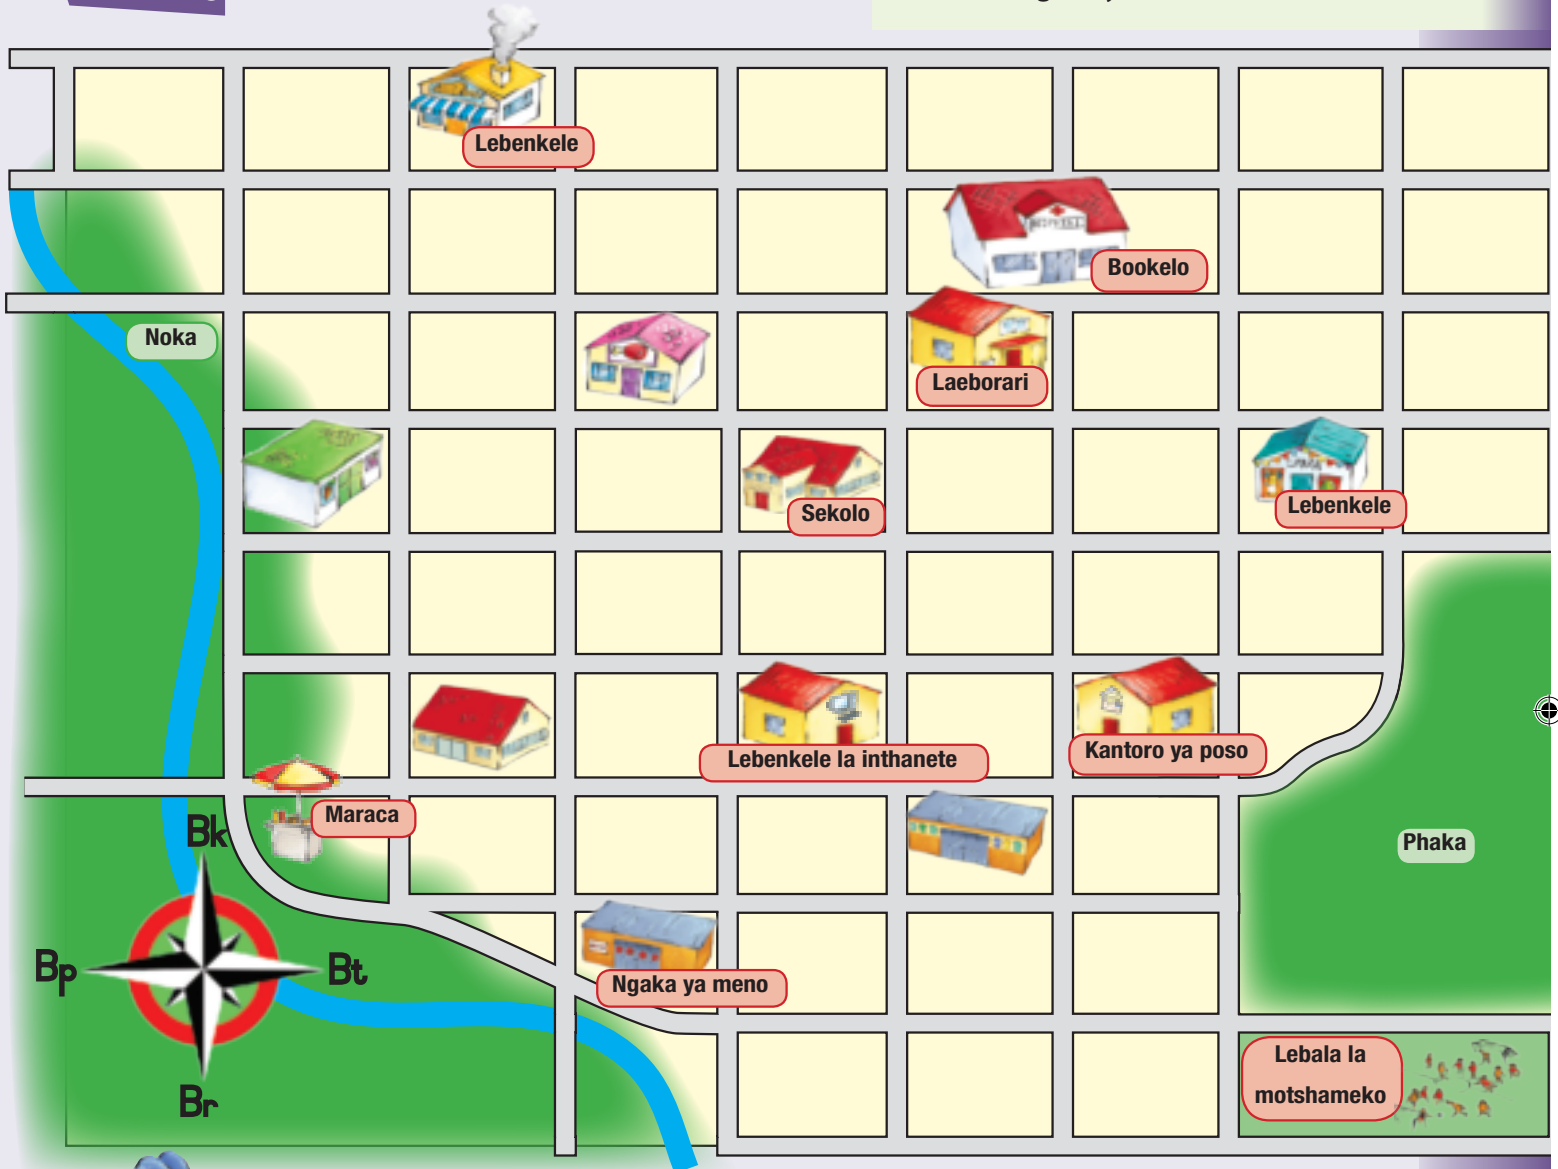 Lebenkele
Bookelo
Noka
Laeborari
Sekolo
Lebenkele
Lebenkele la inthanete
Kantoro ya poso
Maraca
Phaka
Ngaka ya meno
Bk
Bp
Bt
Br
Lebala la
motshameko